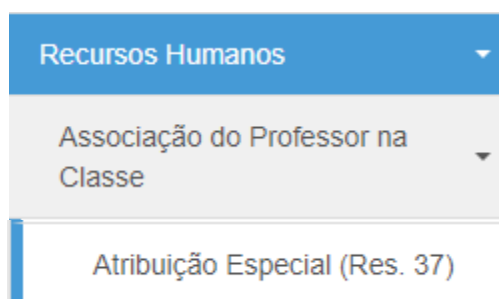 Recursos Humanos
Associação do Professor na
Classe
Atribuição Especial (Res. 37)